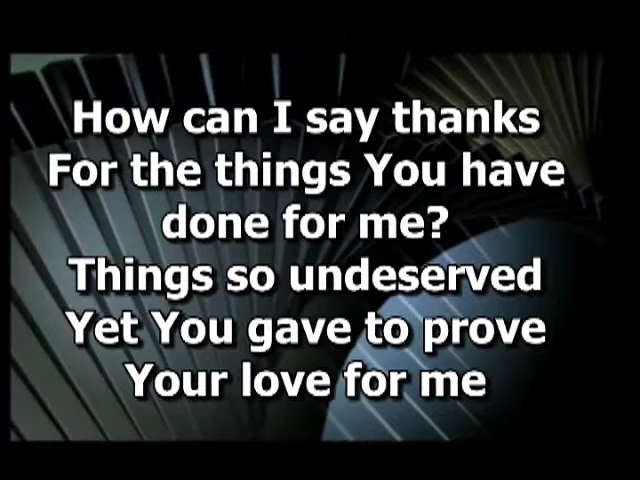 How can I say thanks
For the things You have
done for me?
Things so undeserved
Yet You gave to prove
Your love for me